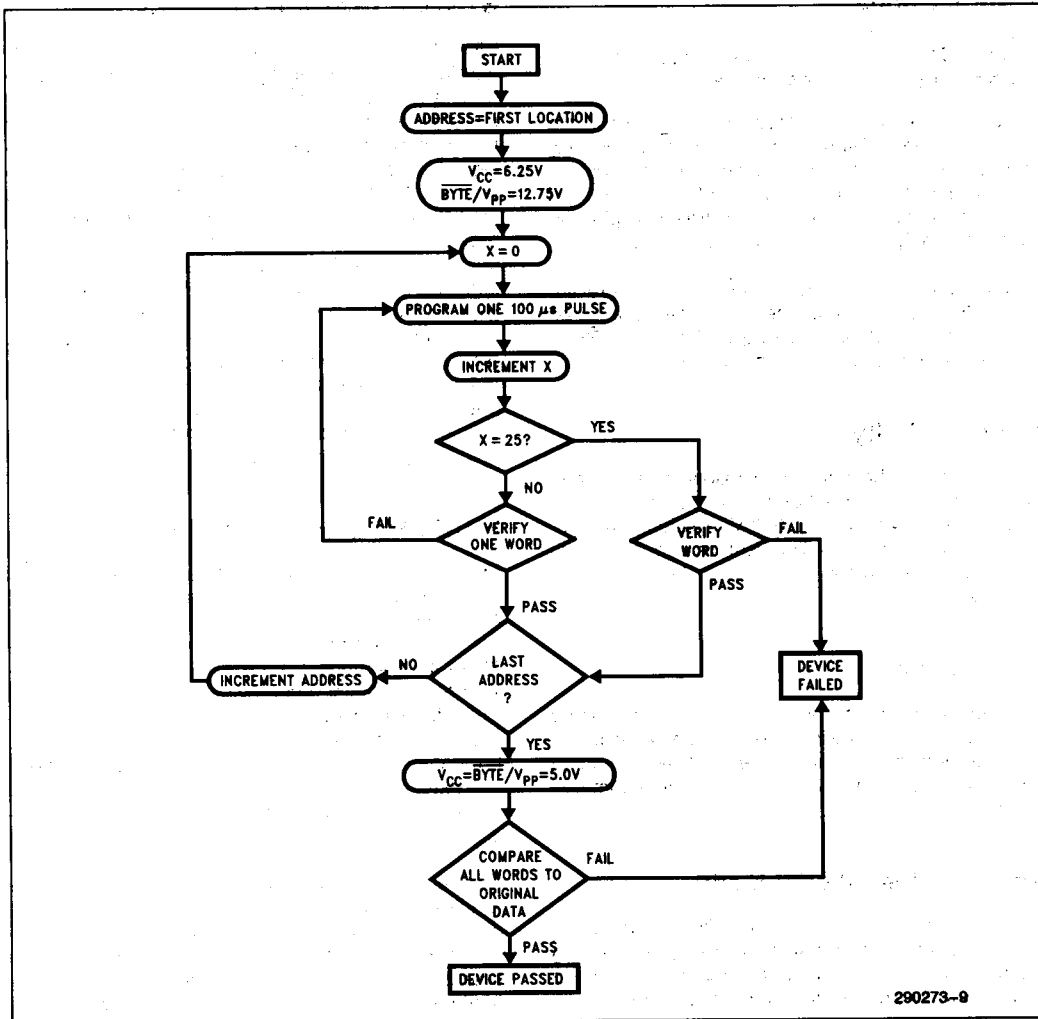 START
ADDRESS=FIRST LOCATION
VCC=6.25V
BYTE/VPP=12.75V
X = 0
PROGRAM ONE 100 μs PULSE
INCREMENT X
X = 25?
YES
NO
FAIL
VERIFY
ONE WORD
VERIFY
WORD
FAIL
PASS
PASS
NO
LAST
ADDRESS
?
INCREMENT ADDRESS
DEVICE
FAILED
YES
VCC=BYTE/VPP=5.0V
COMPARE
ALL WORDS TO
ORIGINAL
DATA
FAIL
PASS
DEVICE PASSED
290273-9